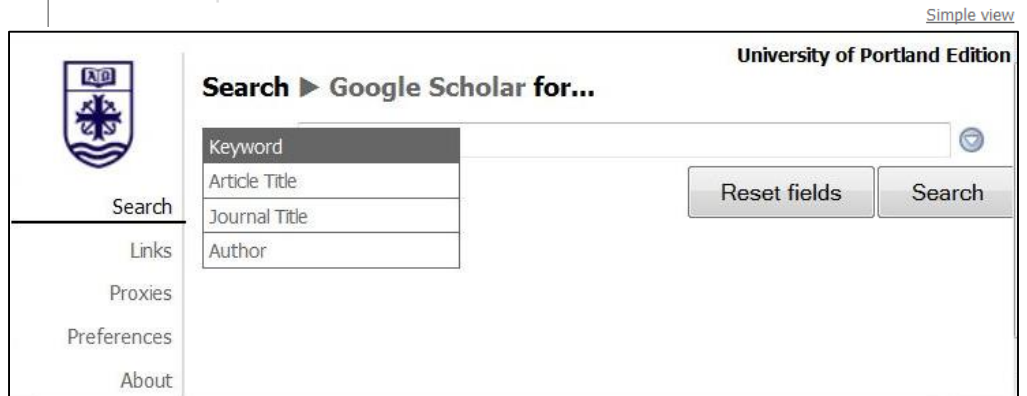 Simple view
University of Portland Edition
Search ▶ Google Scholar for...
Keyword
Article Title
Journal Title
Author
Reset fields
Search
Search
Links
Proxies
Preferences
About
ΑΩ